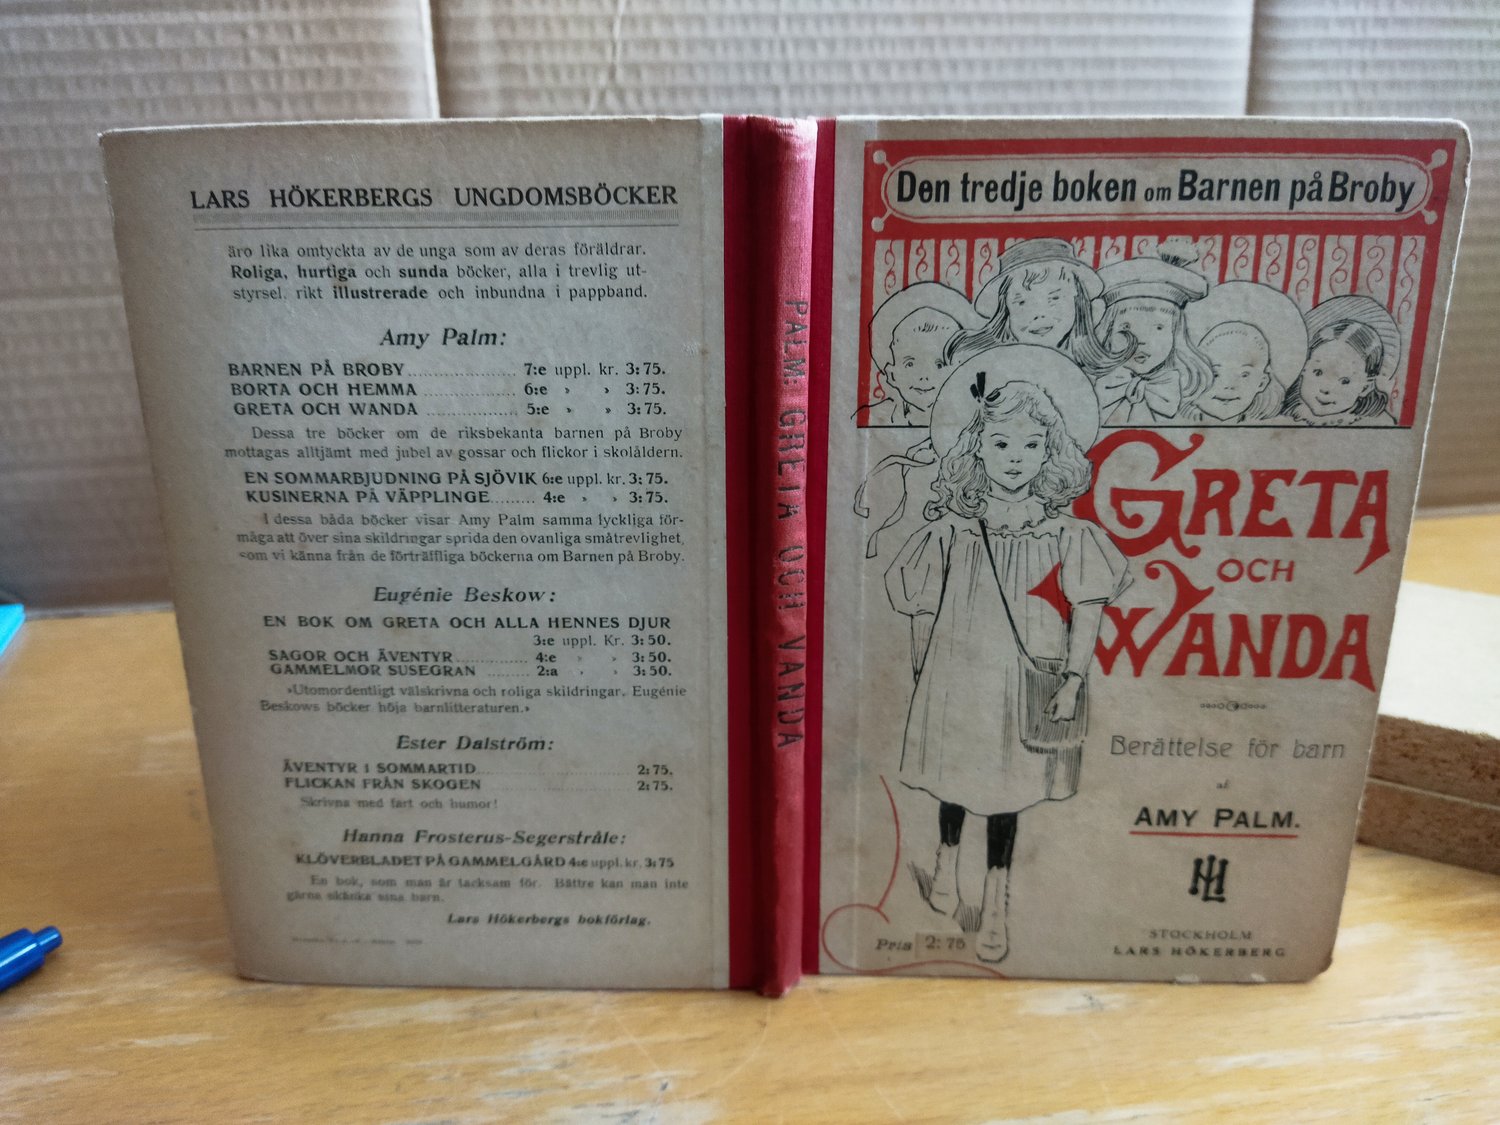 LARS HÖKERBERGS UNGDOMSBÖCKER
äro lika omtyckta av de unga som av deras föräldrar.
Roliga, hurtiga och sunda böcker, alla i trevlig ut-
styrsel, rikt illustrerade och inbundna i pappband.
Amy Palm:
BARNEN PÅ BROBY 7:e uppl. kr. 3:75.
BORTA OCH HEMMA 6:e » » 3:75.
GRETA OCH WANDA 5:e » » 3:75.
Dessa tre böcker om de riksbekanta barnen på Broby
mottagas alltjämt med jubel av gossar och flickor i skolåldern.
EN SOMMARBJUDNING PÅ SJÖVIK 6:e uppl. kr. 3:75.
KUSINERNA PÅ VÄPPLINGE 4:e » » 3:75.
I dessa båda böcker visar Amy Palm samma lyckliga för-
måga att över sina skildringar sprida den ovanliga småtrevlighet,
som vi känna från de förträffliga böckerna om Barnen på Broby.
Eugénie Beskow:
EN BOK OM GRETA OCH ALLA HENNES DJUR
3:e uppl. Kr. 3:50.
SAGOR OCH ÄVENTYR 4:e » » 3:50.
GAMMELMOR SUSEGRAN 2:a » » 3:50.
»Utomordentligt välskrivna och roliga skildringar. Eugénie
Beskows böcker höja barnlitteraturen.»
Ester Dalström:
ÄVENTYR I SOMMARTID 2:75.
FLICKAN FRÅN SKOGEN 2:75.
Skrivna med fart och humor!
Hanna Frosterus-Segerstråle:
KLÖVERBLADET PÅ GAMMELGÅRD 4:e uppl. kr. 3:75
En bok, som man är tacksam för. Bättre kan man inte
gärna skänka sina barn.
Lars Hökerbergs bokförlag.
PALM: GRETA OCH VANDA
Den tredje boken om Barnen på Broby
GRETA
OCH
WANDA
Berättelse för barn
af
AMY PALM.
LH
STOCKHOLM
LARS HÖKERBERG
Pris 2:75